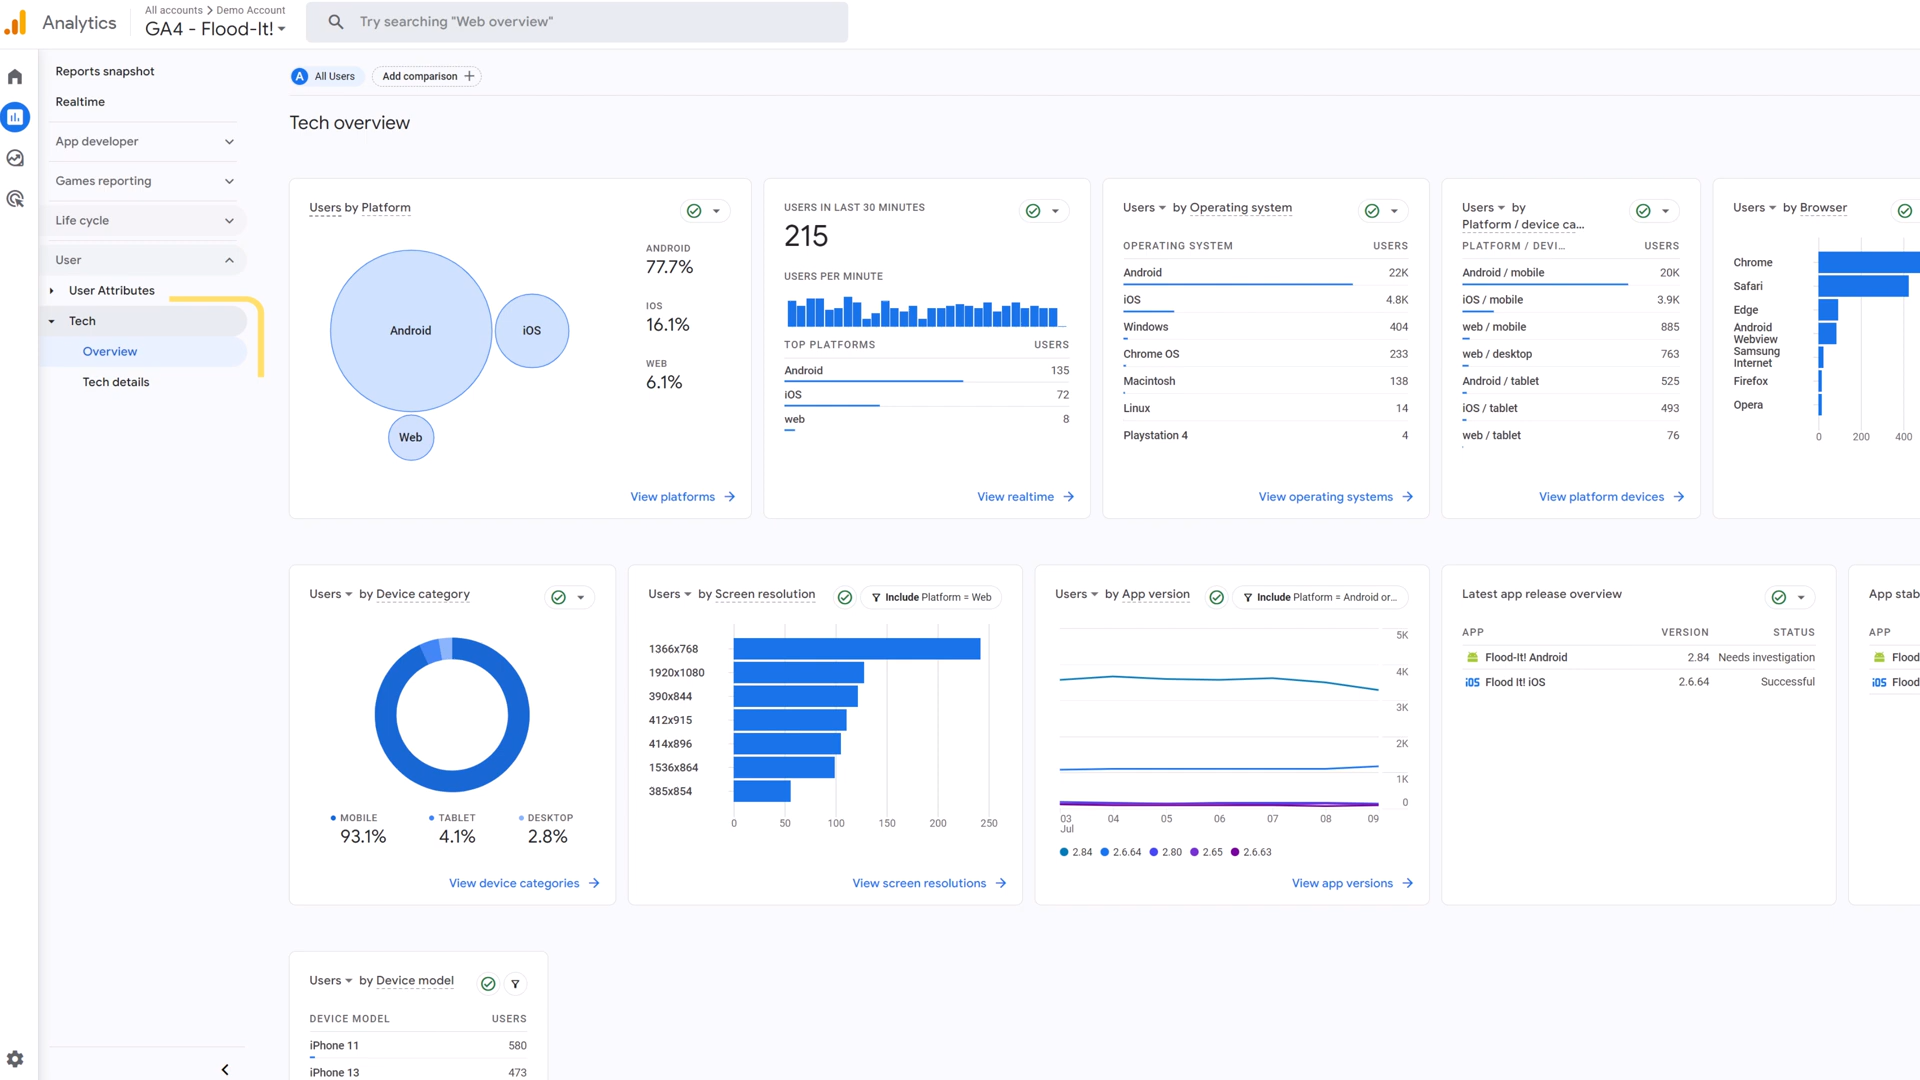 Analytics
All accounts > Demo Account
GA4 - Flood-It!
Try searching "Web overview"
Reports snapshot
Realtime
App developer
Games reporting
Life cycle
User
User Attributes
Tech
Overview
Tech details
A All Users
Add comparison +
Tech overview
Users by Platform
Android
iOS
Web
ANDROID
77.7%
IOS
16.1%
WEB
6.1%
View platforms
USERS IN LAST 30 MINUTES
215
USERS PER MINUTE
TOP PLATFORMS USERS
Android 135
iOS 72
web 8
View realtime
Users by Operating system
OPERATING SYSTEM USERS
Android 22K
iOS 4.8K
Windows 404
Chrome OS 233
Macintosh 138
Linux 14
Playstation 4 4
View operating systems
Users by
Platform / device ca...
PLATFORM / DEVI... USERS
Android / mobile 20K
iOS / mobile 3.9K
web / mobile 885
web / desktop 763
Android / tablet 525
iOS / tablet 493
web / tablet 76
View platform devices
Users by Browser
Chrome
Safari
Edge
Android
Webview
Samsung
Internet
Firefox
Opera
0 200 400
Users by Device category
MOBILE TABLET DESKTOP
93.1% 4.1% 2.8%
View device categories
Users by Screen resolution
Include Platform = Web
1366x768
1920x1080
390x844
412x915
414x896
1536x864
385x854
0 50 100 150 200 250
View screen resolutions
Users by App version
Include Platform = Android or...
5K
4K
3K
2K
1K
0
03 04 05 06 07 08 09
Jul
2.84 2.6.64 2.80 2.65 2.6.63
View app versions
Latest app release overview
APP VERSION STATUS
Flood-It! Android 2.84 Needs investigation
iOS Flood It! iOS 2.6.64 Successful
App stab
APP
Flood
iOS Flood
Users by Device model
DEVICE MODEL USERS
iPhone 11 580
iPhone 13 473